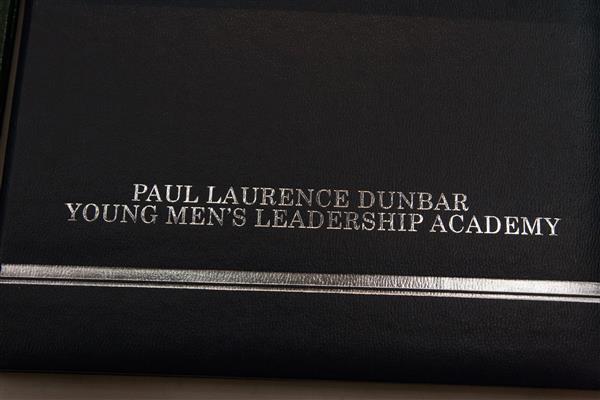 PAUL LAURENCE DUNBAR
YOUNG MEN'S LEADERSHIP ACADEMY